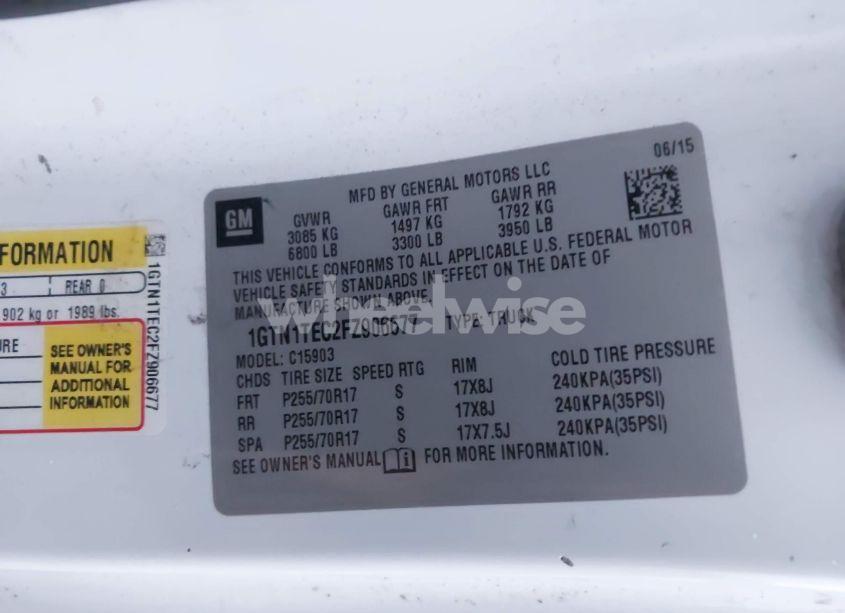 06/15
MFD BY GENERAL MOTORS LLC
GM
GVWR GAWR FRT GAWR RR
3085 KG 1497 KG 1792 KG
6800 LB 3300 LB 3950 LB
THIS VEHICLE CONFORMS TO ALL APPLICABLE U.S. FEDERAL MOTOR
VEHICLE SAFETY STANDARDS IN EFFECT ON THE DATE OF
MANUFACTURE SHOWN ABOVE.
1GTN1TEC2FZ906677 TYPE: TRUCK
MODEL: C15903
CHDS TIRE SIZE SPEED RTG RIM COLD TIRE PRESSURE
FRT P255/70R17 S 17X8J 240KPA(35PSI)
RR P255/70R17 S 17X8J 240KPA(35PSI)
SPA P255/70R17 S 17X7.5J 240KPA(35PSI)
SEE OWNER'S MANUAL FOR MORE INFORMATION.
wheelwise
FORMATION
3 REAR 0
902 kg or 1989 lbs.
URE
SEE OWNER'S
MANUAL FOR
ADDITIONAL
INFORMATION
1GTN1TEC2FZ906677